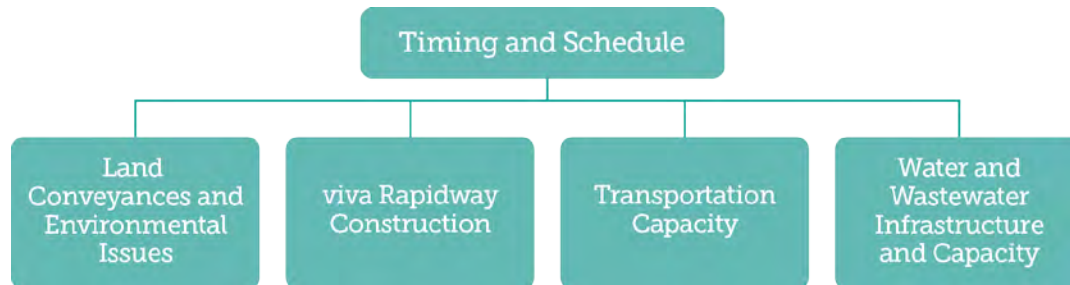 Timing and Schedule
Land
Conveyances and
Environmental
Issues
viva Rapidway
Construction
Transportation
Capacity
Water and
Wastewater
Infrastructure
and Capacity